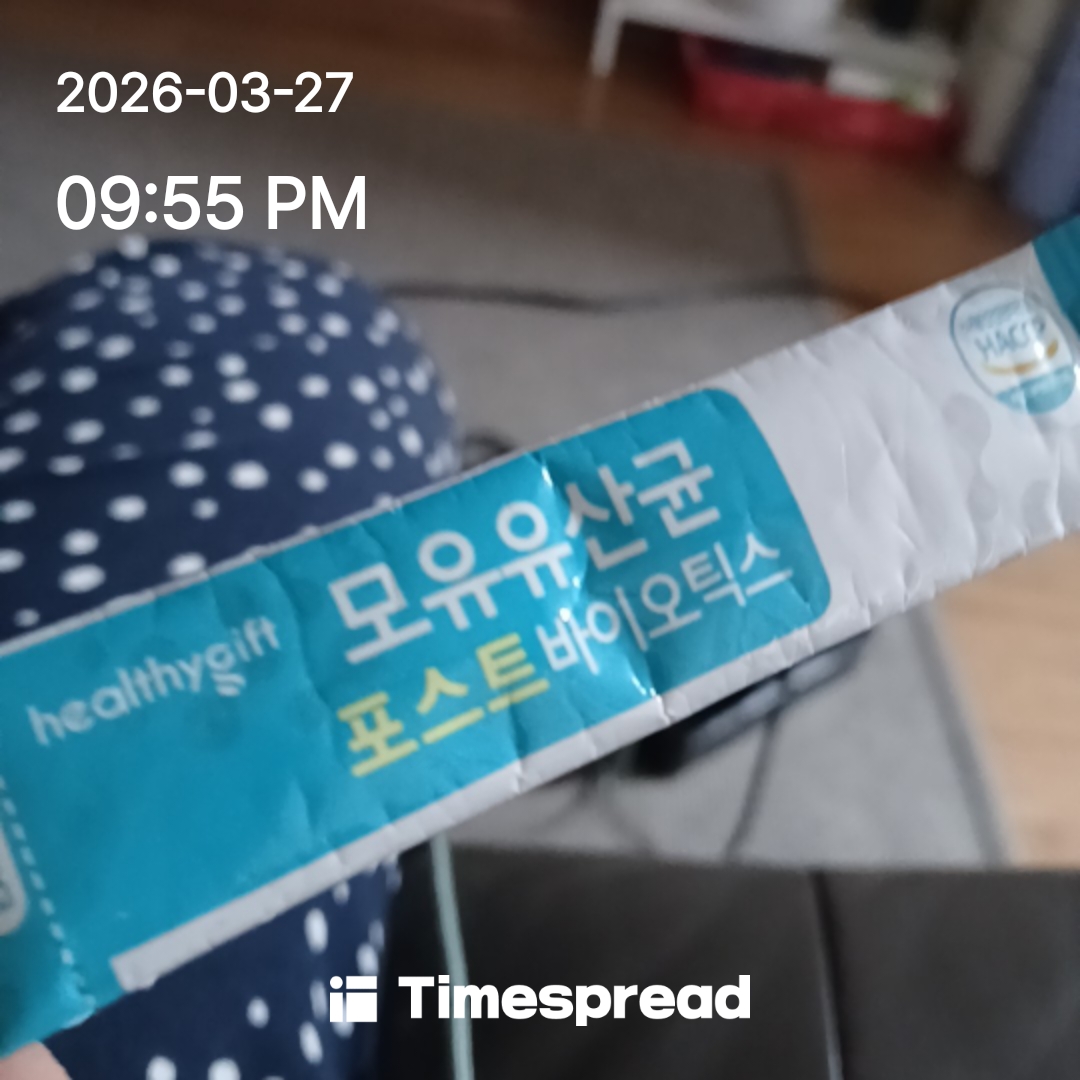 2026-03-27
09:55 PM
HACCP
모유유산균
healthygift
포스트바이오틱스
Timespread